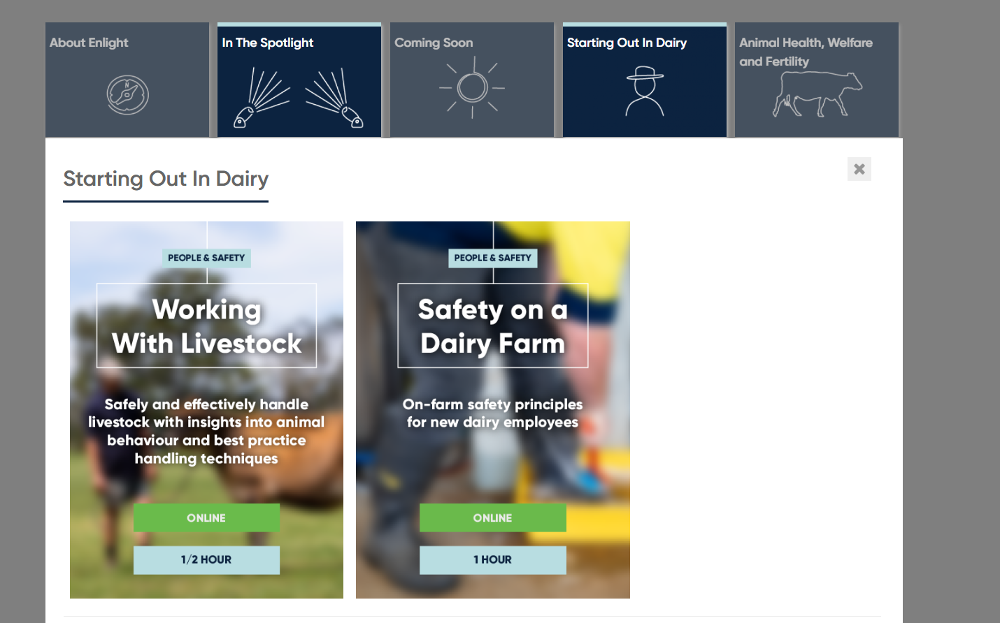 About Enlight
In The Spotlight
Coming Soon
Starting Out In Dairy
Animal Health, Welfare
and Fertility
N
Starting Out In Dairy
PEOPLE & SAFETY
Working
With Livestock
Safely and effectively handle
livestock with insights into animal
behaviour and best practice
handling techniques
ONLINE
1/2 HOUR
PEOPLE & SAFETY
Safety on a
Dairy Farm
On-farm safety principles
for new dairy employees
ONLINE
1 HOUR